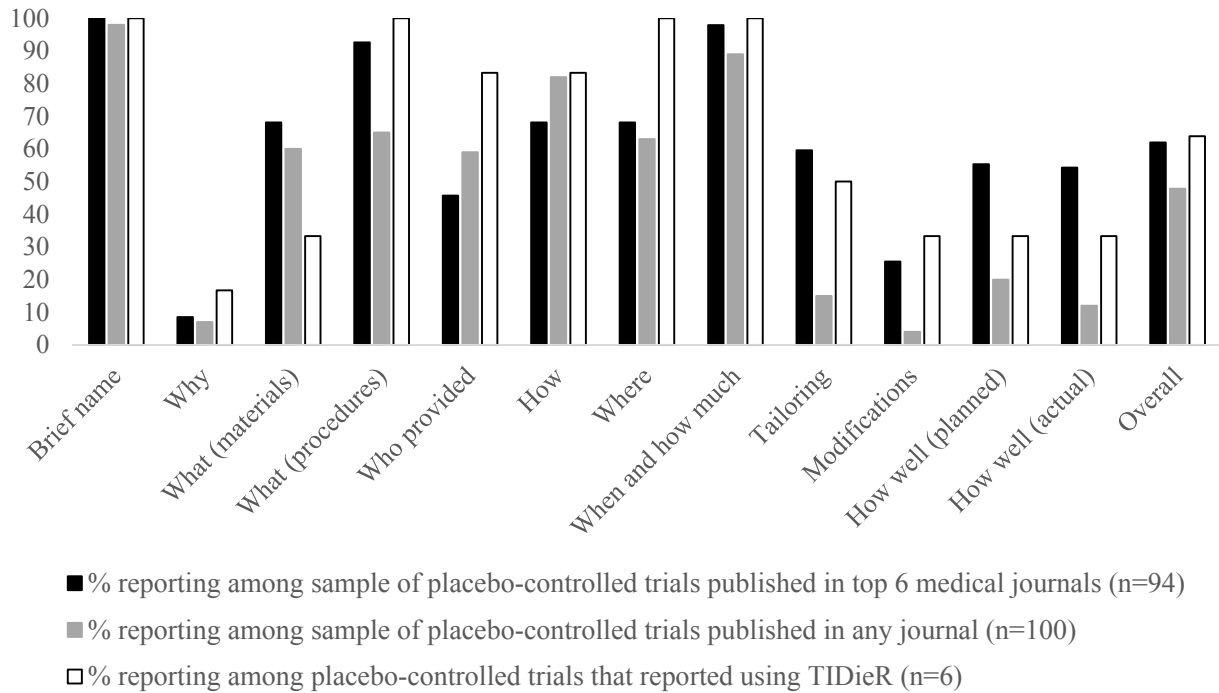 100
90
80
70
60
50
40
30
20
10
0
Brief name
Why
What (materials)
What (procedures)
Who provided
How
Where
When and how much
Tailoring
Modifications
How well (planned)
How well (actual)
Overall
% reporting among sample of placebo-controlled trials published in top 6 medical journals (n=94)
% reporting among sample of placebo-controlled trials published in any journal (n=100)
% reporting among placebo-controlled trials that reported using TIDieR (n=6)